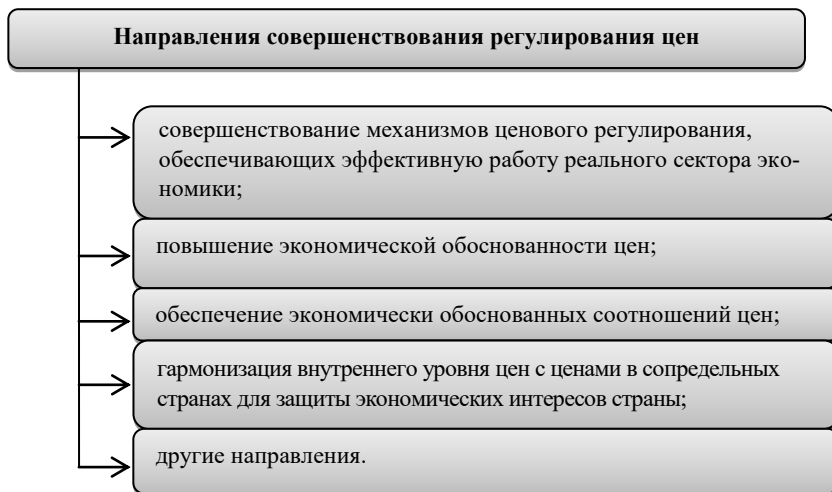 Направления совершенствования регулирования цен
совершенствование механизмов ценового регулирования,
обеспечивающих эффективную работу реального сектора эко-
номики;
повышение экономической обоснованности цен;
обеспечение экономически обоснованных соотношений цен;
гармонизация внутреннего уровня цен с ценами в сопредельных
странах для защиты экономических интересов страны;
другие направления.